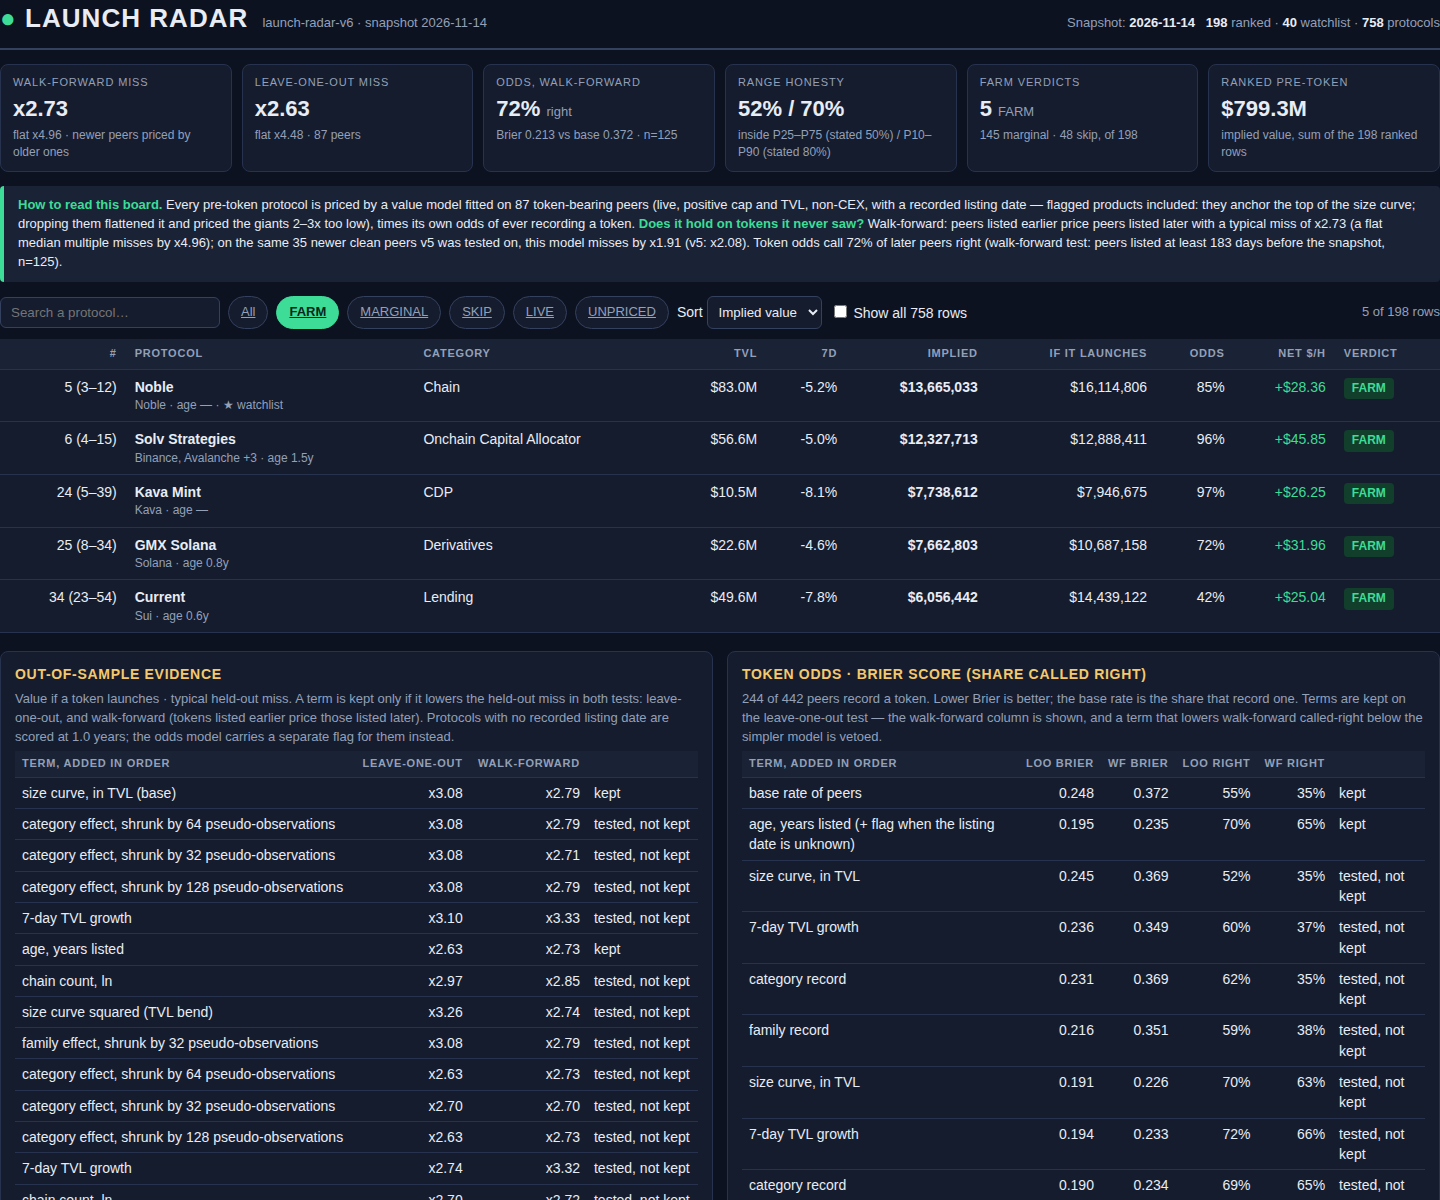 LAUNCH RADAR launch-radar-v6 · snapshot 2026-11-14
Snapshot: 2026-11-14 198 ranked · 40 watchlist · 758 protocols
WALK-FORWARD MISS
x2.73
flat x4.96 · newer peers priced by
older ones
LEAVE-ONE-OUT MISS
x2.63
flat x4.48 · 87 peers
ODDS, WALK-FORWARD
72% right
Brier 0.213 vs base 0.372 · n=125
RANGE HONESTY
52% / 70%
inside P25–P75 (stated 50%) / P10–
P90 (stated 80%)
FARM VERDICTS
5 FARM
145 marginal · 48 skip, of 198
RANKED PRE-TOKEN
$799.3M
implied value, sum of the 198 ranked
rows
How to read this board. Every pre-token protocol is priced by a value model fitted on 87 token-bearing peers (live, positive cap and TVL, non-CEX, with a recorded listing date — flagged products included: they anchor the top of the size curve;
dropping them flattened it and priced the giants 2–3x too low), times its own odds of ever recording a token. Does it hold on tokens it never saw? Walk-forward: peers listed earlier price peers listed later with a typical miss of x2.73 (a flat
median multiple misses by x4.96); on the same 35 newer clean peers v5 was tested on, this model misses by x1.91 (v5: x2.08). Token odds call 72% of later peers right (walk-forward test: peers listed at least 183 days before the snapshot,
n=125).
Search a protocol... All FARM MARGINAL SKIP LIVE UNPRICED Sort Implied value Show all 758 rows 5 of 198 rows
# PROTOCOL CATEGORY TVL 7D IMPLIED IF IT LAUNCHES ODDS NET $/H VERDICT
5 (3–12) Noble Chain $83.0M -5.2% $13,665,033 $16,114,806 85% +$28.36 FARM
Noble · age — · ★ watchlist
6 (4–15) Solv Strategies Onchain Capital Allocator $56.6M -5.0% $12,327,713 $12,888,411 96% +$45.85 FARM
Binance, Avalanche +3 · age 1.5y
24 (5–39) Kava Mint CDP $10.5M -8.1% $7,738,612 $7,946,675 97% +$26.25 FARM
Kava · age —
25 (8–34) GMX Solana Derivatives $22.6M -4.6% $7,662,803 $10,687,158 72% +$31.96 FARM
Solana · age 0.8y
34 (23–54) Current Lending $49.6M -7.8% $6,056,442 $14,439,122 42% +$25.04 FARM
Sui · age 0.6y
OUT-OF-SAMPLE EVIDENCE
Value if a token launches · typical held-out miss. A term is kept only if it lowers the held-out miss in both tests: leave-
one-out, and walk-forward (tokens listed earlier price those listed later). Protocols with no recorded listing date are
scored at 1.0 years; the odds model carries a separate flag for them instead.
TERM, ADDED IN ORDER LEAVE-ONE-OUT WALK-FORWARD
size curve, in TVL (base) x3.08 x2.79 kept
category effect, shrunk by 64 pseudo-observations x3.08 x2.79 tested, not kept
category effect, shrunk by 32 pseudo-observations x3.08 x2.71 tested, not kept
category effect, shrunk by 128 pseudo-observations x3.08 x2.79 tested, not kept
7-day TVL growth x3.10 x3.33 tested, not kept
age, years listed x2.63 x2.73 kept
chain count, ln x2.97 x2.85 tested, not kept
size curve squared (TVL bend) x3.26 x2.74 tested, not kept
family effect, shrunk by 32 pseudo-observations x3.08 x2.79 tested, not kept
category effect, shrunk by 64 pseudo-observations x2.63 x2.73 tested, not kept
category effect, shrunk by 32 pseudo-observations x2.70 x2.70 tested, not kept
category effect, shrunk by 128 pseudo-observations x2.63 x2.73 tested, not kept
7-day TVL growth x2.74 x3.32 tested, not kept
chain count, ln x2.70 x2.72 tested, not kept
TOKEN ODDS · BRIER SCORE (SHARE CALLED RIGHT)
244 of 442 peers record a token. Lower Brier is better; the base rate is the share that record one. Terms are kept on
the leave-one-out test — the walk-forward column is shown, and a term that lowers walk-forward called-right below the
simpler model is vetoed.
TERM, ADDED IN ORDER LOO BRIER WF BRIER LOO RIGHT WF RIGHT
base rate of peers 0.248 0.372 55% 35% kept
age, years listed (+ flag when the listing 0.195 0.235 70% 65% kept
date is unknown)
size curve, in TVL 0.245 0.369 52% 35% tested, not
kept
7-day TVL growth 0.236 0.349 60% 37% tested, not
kept
category record 0.231 0.369 62% 35% tested, not
kept
family record 0.216 0.351 59% 38% tested, not
kept
size curve, in TVL 0.191 0.226 70% 63% tested, not
kept
7-day TVL growth 0.194 0.233 72% 66% tested, not
kept
category record 0.190 0.234 69% 65% tested, not